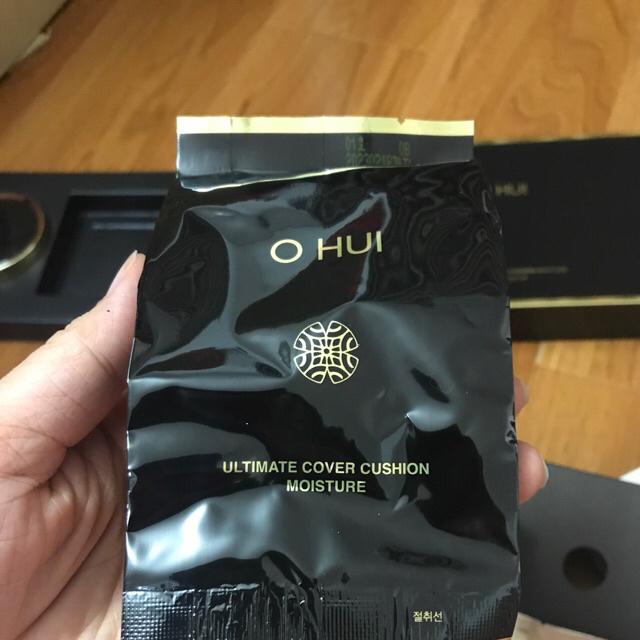 O HUI
ULTIMATE COVER CUSHION
MOISTURE
절취선